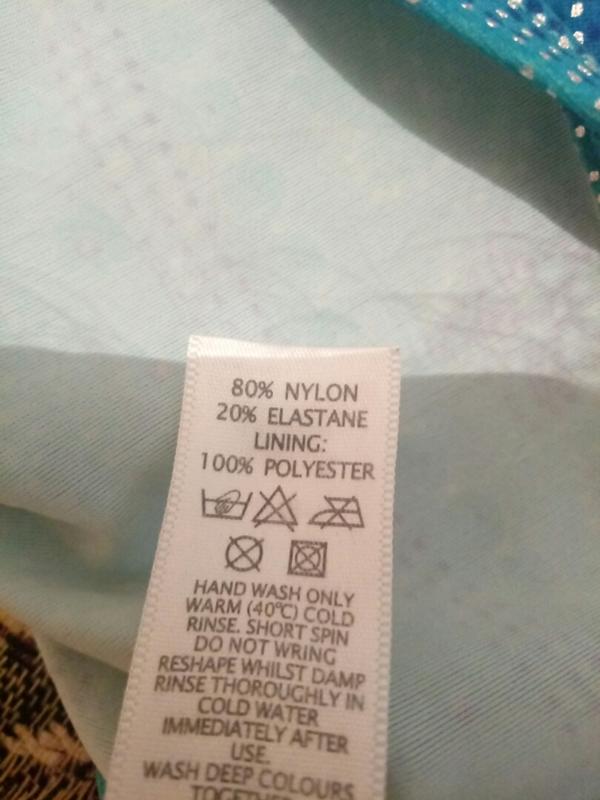 80% NYLON
20% ELASTANE
LINING:
100% POLYESTER
HAND WASH ONLY
WARM (40°C) COLD
RINSE. SHORT SPIN
DO NOT WRING
RESHAPE WHILST DAMP
RINSE THOROUGHLY IN
COLD WATER
IMMEDIATELY AFTER
USE.
WASH DEEP COLOURS
TOGETHER